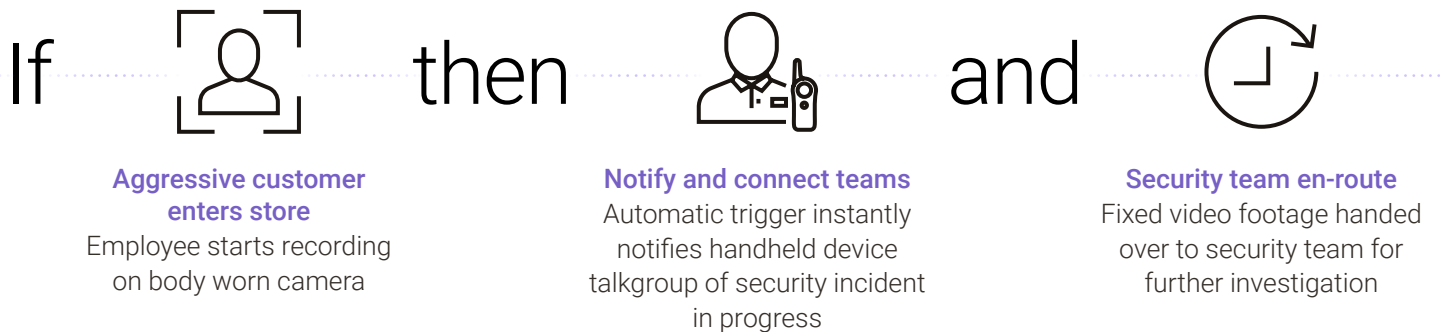 If
Aggressive customer
enters store
Employee starts recording
on body worn camera
then
Notify and connect teams
Automatic trigger instantly
notifies handheld device
talkgroup of security incident
in progress
and
Security team en-route
Fixed video footage handed
over to security team for
further investigation